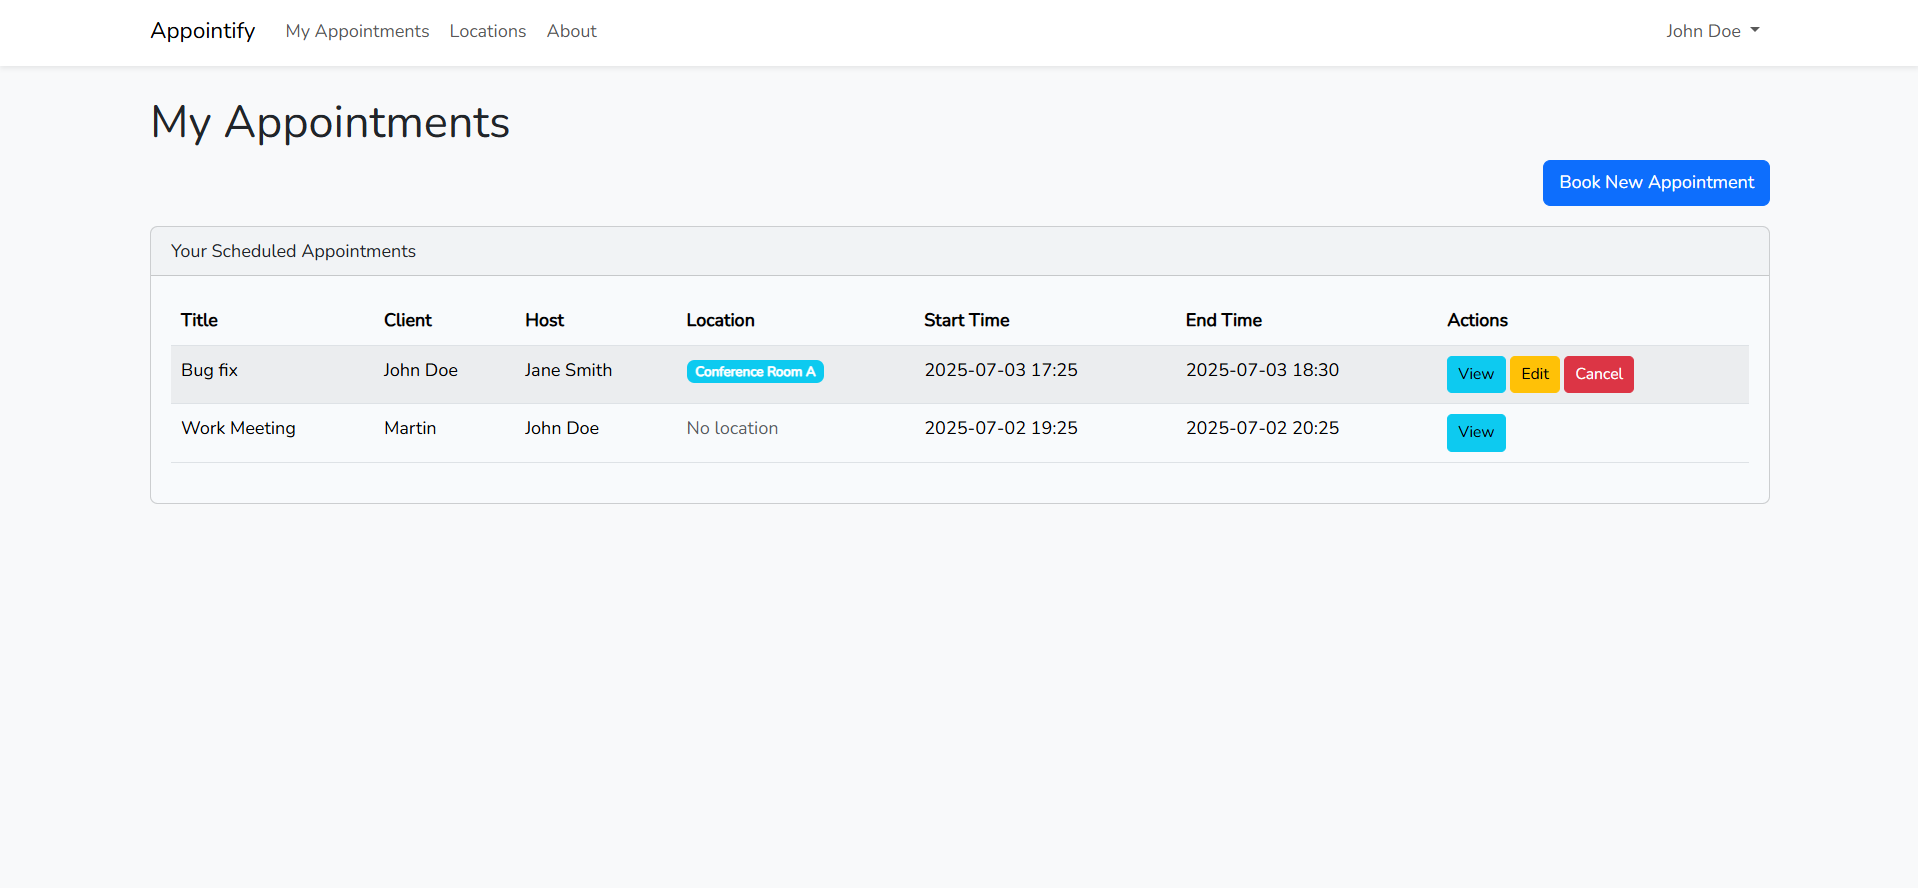 Appointify My Appointments Locations About John Doe
My Appointments
Book New Appointment
Your Scheduled Appointments
Title Client Host Location Start Time End Time Actions
Bug fix John Doe Jane Smith Conference Room A 2025-07-03 17:25 2025-07-03 18:30 View Edit Cancel
Work Meeting Martin John Doe No location 2025-07-02 19:25 2025-07-02 20:25 View